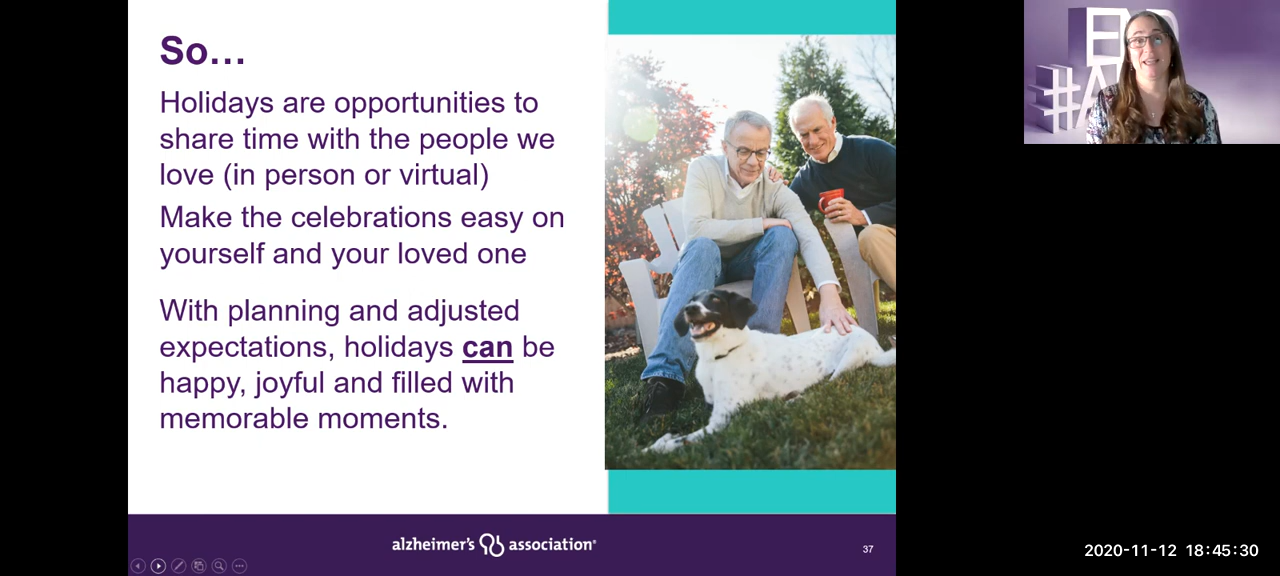 So…
Holidays are opportunities to
share time with the people we
love (in person or virtual)
Make the celebrations easy on
yourself and your loved one
With planning and adjusted
expectations, holidays can be
happy, joyful and filled with
memorable moments.
alzheimer's association®
37
2020-11-12 18:45:30